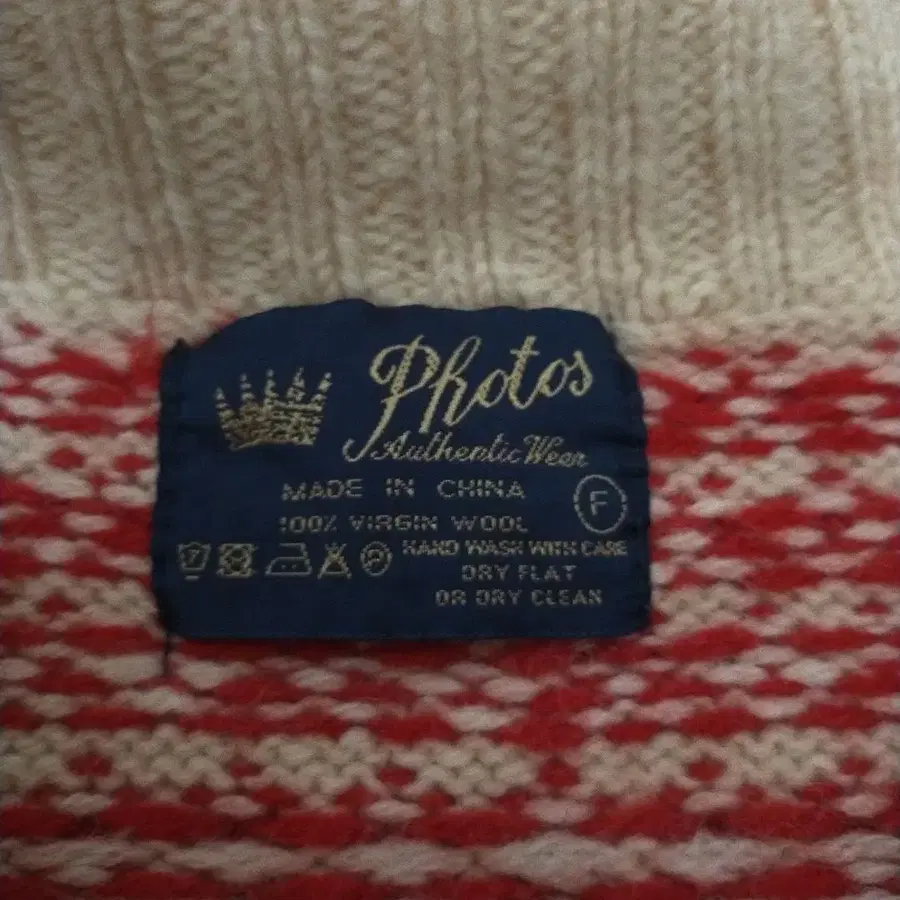 Photos
Authentic Wear
MADE IN CHINA
F
100% VIRGIN WOOL
HAND WASH WITH CARE
DRY FLAT
OR DRY CLEAN
P